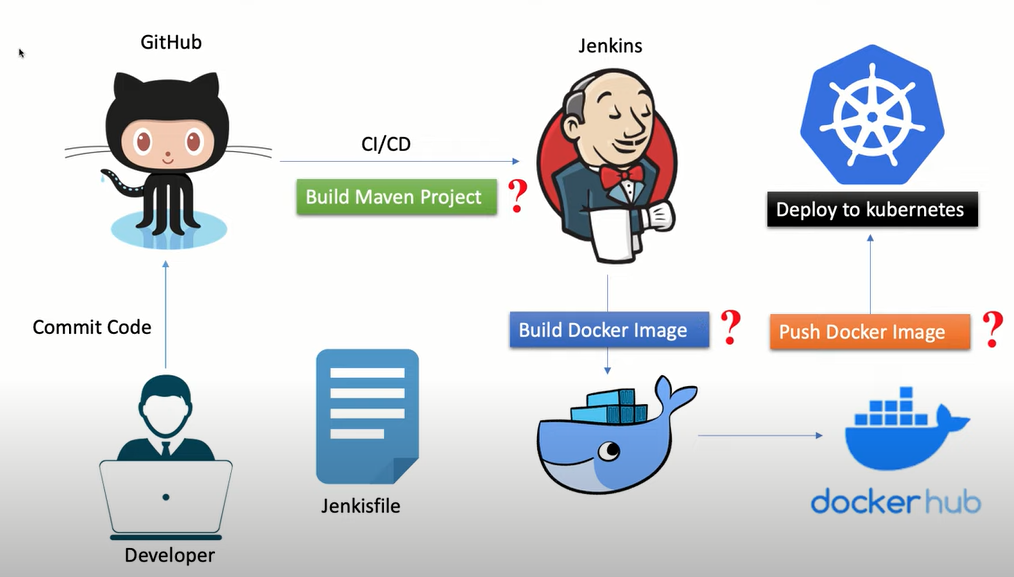 GitHub
Jenkins
CI/CD
Build Maven Project ?
Deploy to kubernetes
Commit Code
Build Docker Image ?
Push Docker Image ?
Jenkisfile
dockerhub
Developer